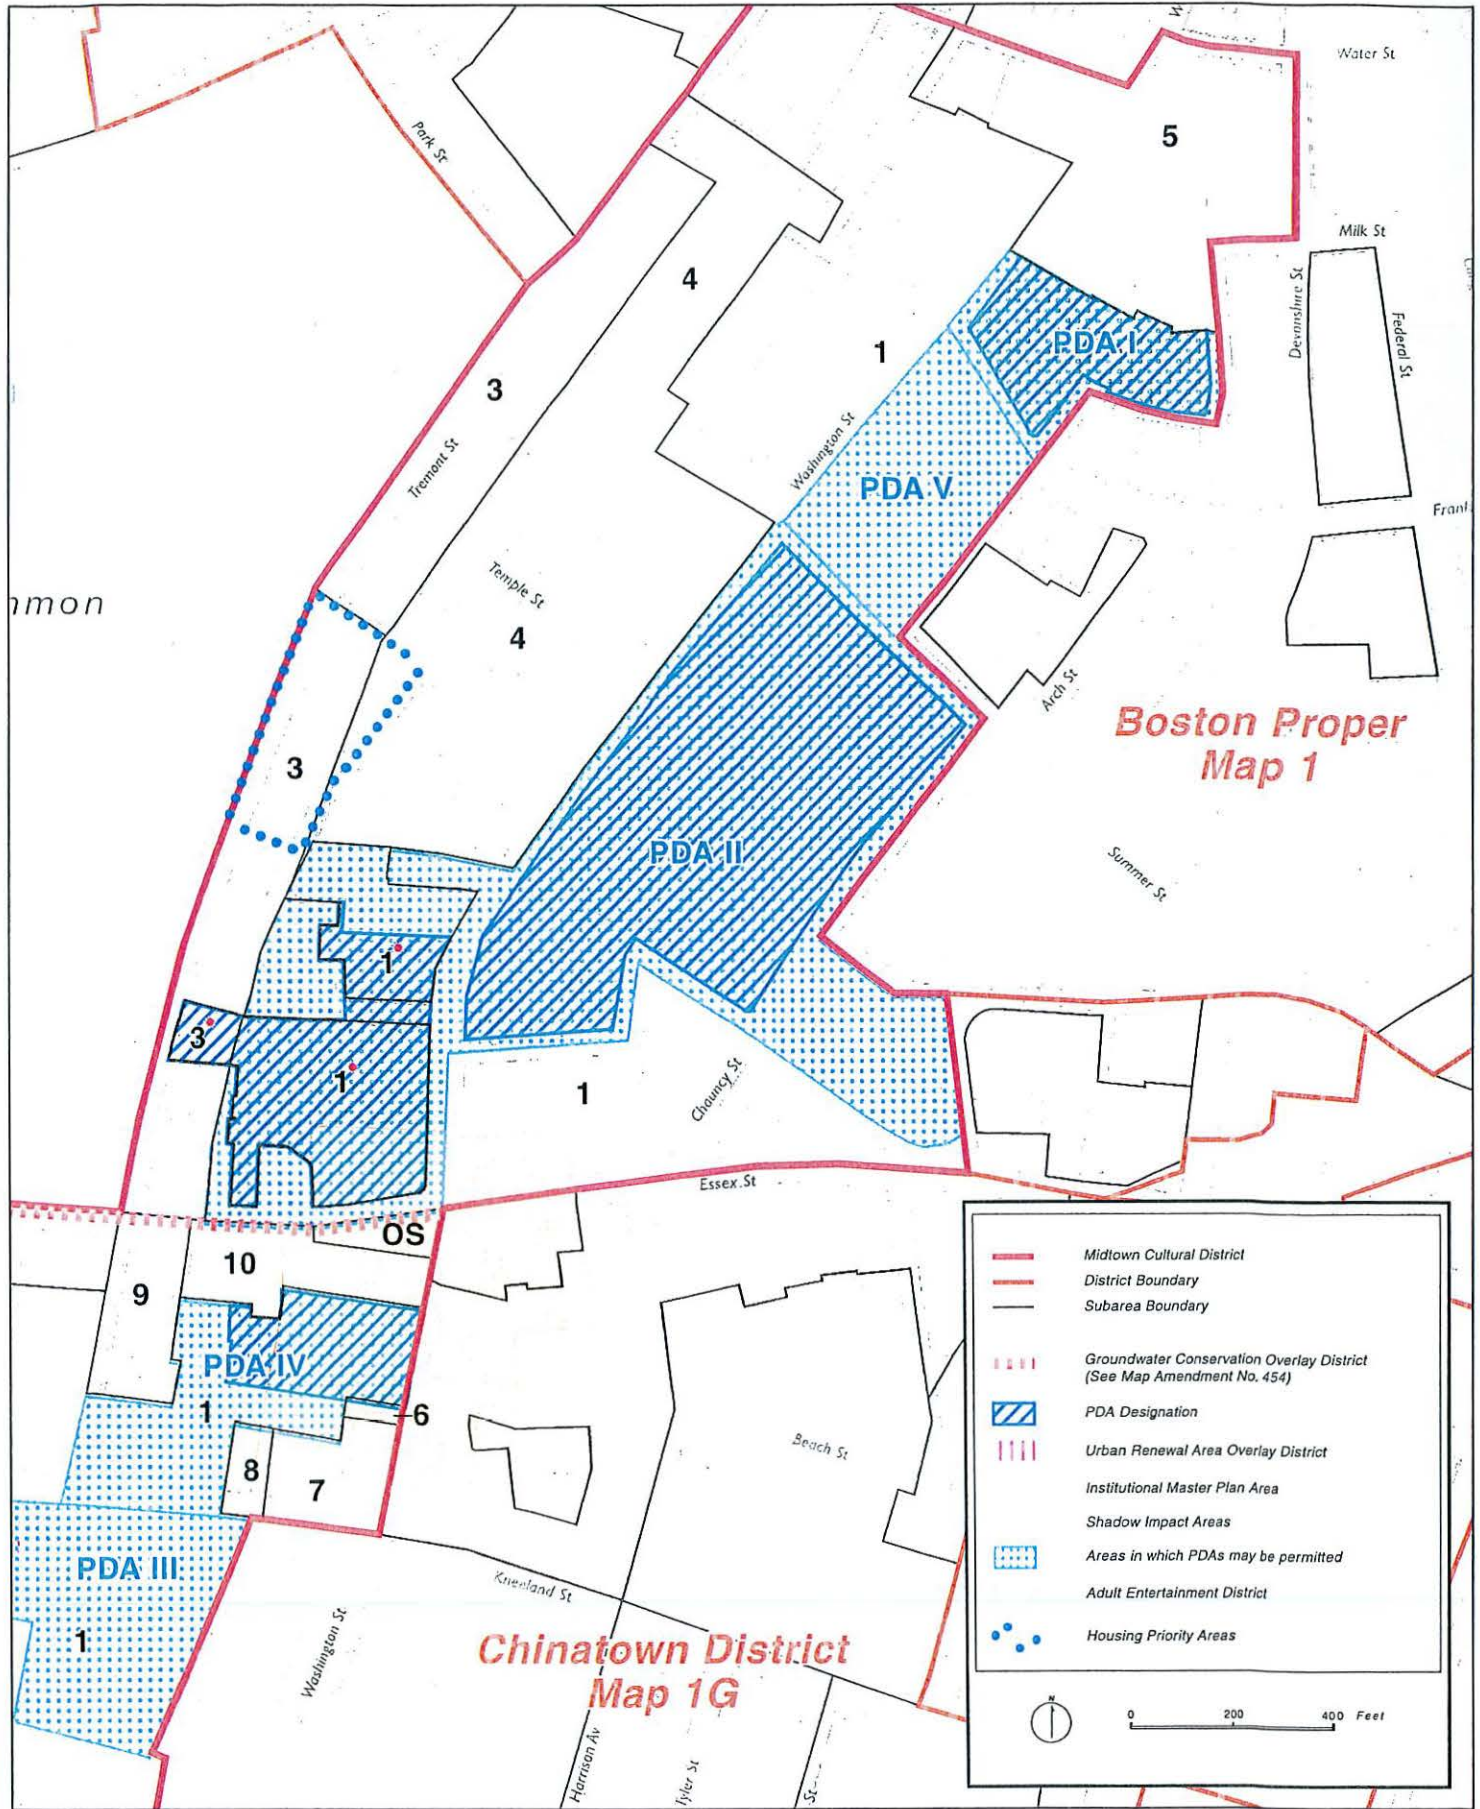 W
Water St
Park St
5
Milk St
4
Devonshire St
Federal St
PDA I
1
3
Washington St
Tremont St
PDA V
Frank
Temple St
mmon
4
Arch St
Boston Proper
Map 1
3
PDA II
Summer St
1
3
1
1
Chauncy St
Essex St
OS
10
9
PDA IV
1
6
Beach St
8
7
PDA III
Kneeland St
1
Washington St
Chinatown District
Map 1G
Harrison Av
Tyler St
St
Midtown Cultural District
District Boundary
Subarea Boundary
Groundwater Conservation Overlay District
(See Map Amendment No. 454)
PDA Designation
Urban Renewal Area Overlay District
Institutional Master Plan Area
Shadow Impact Areas
Areas in which PDAs may be permitted
Adult Entertainment District
Housing Priority Areas
N
0 200 400 Feet